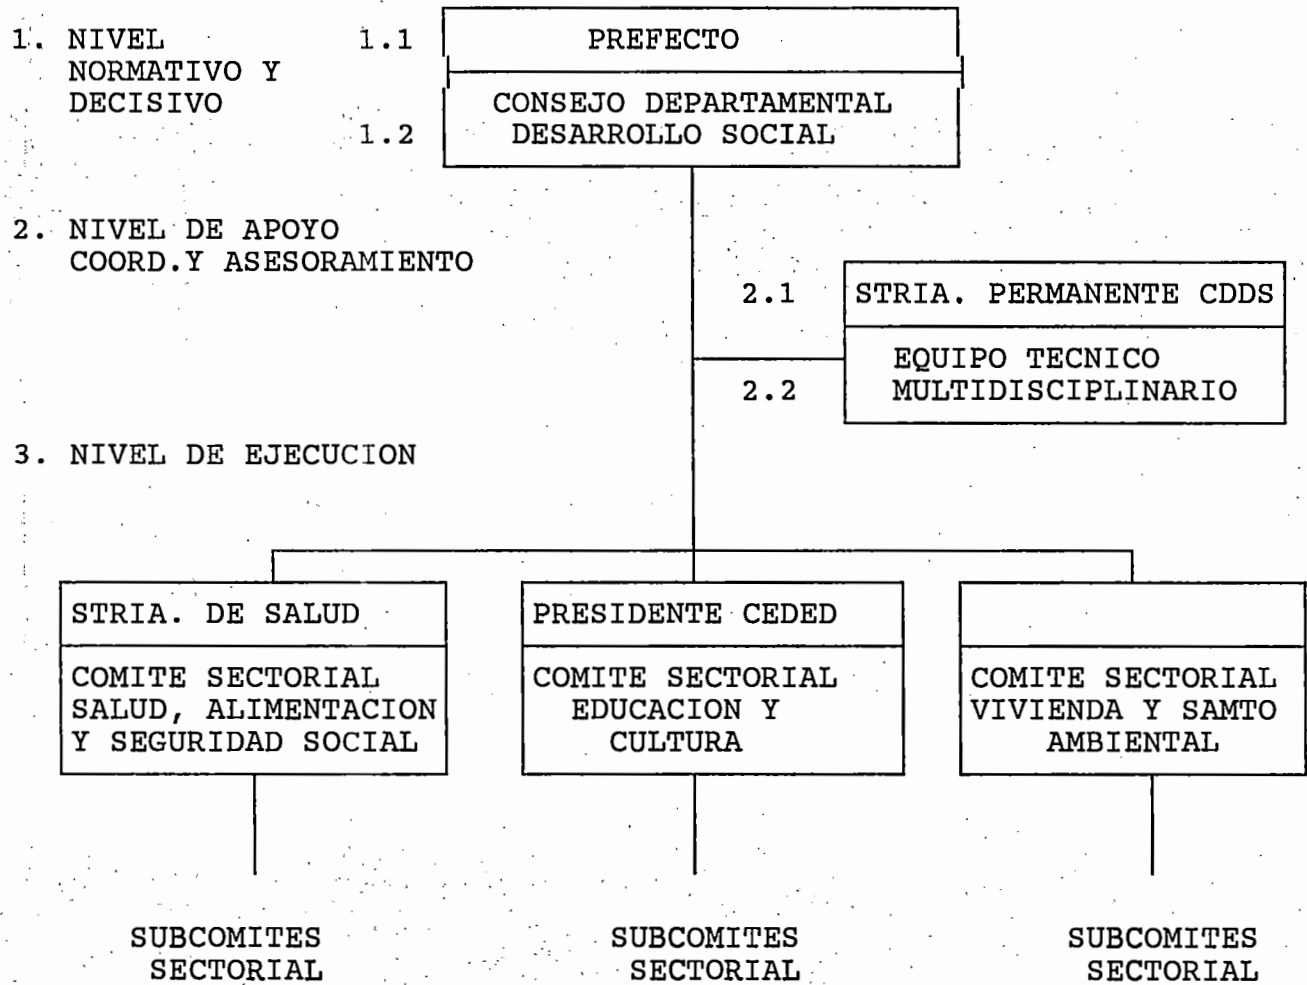 1. NIVEL
NORMATIVO Y
DECISIVO
1.1
PREFECTO
1.2
CONSEJO DEPARTAMENTAL
DESARROLLO SOCIAL
2. NIVEL DE APOYO
COORD.Y ASESORAMIENTO
2.1
STRIA. PERMANENTE CDDS
2.2
EQUIPO TECNICO
MULTIDISCIPLINARIO
3. NIVEL DE EJECUCION
STRIA. DE SALUD
COMITE SECTORIAL
SALUD, ALIMENTACION
Y SEGURIDAD SOCIAL
PRESIDENTE CEDED
COMITE SECTORIAL
EDUCACION Y
CULTURA
COMITE SECTORIAL
VIVIENDA Y SAMTO
AMBIENTAL
SUBCOMITES
SECTORIAL
SUBCOMITES
SECTORIAL
SUBCOMITES
SECTORIAL